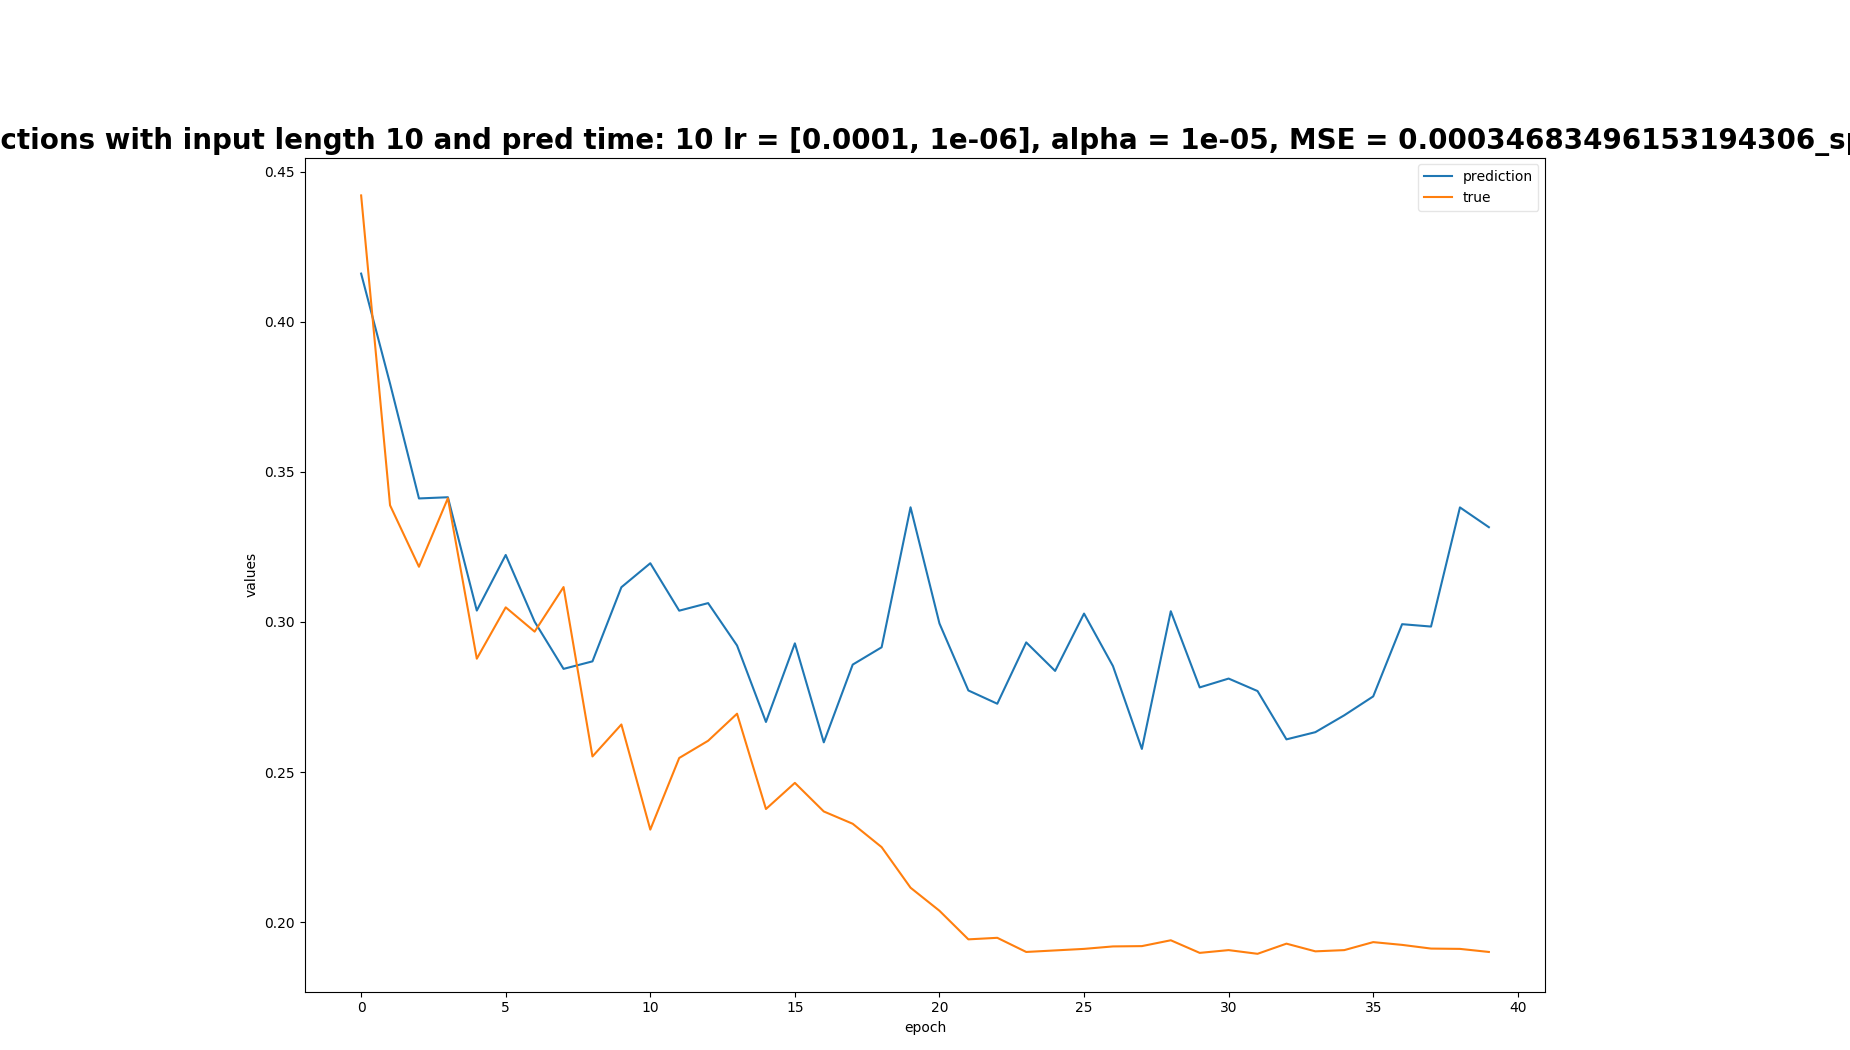 ctions with input length 10 and pred time: 10 lr = [0.0001, 1e-06], alpha = 1e-05, MSE = 0.00034683496153194306_sp
prediction
true
0.45
0.40
0.35
0.30
0.25
0.20
values
0 5 10 15 20 25 30 35 40
epoch